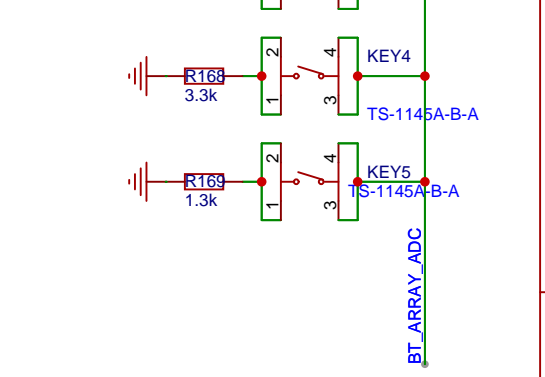 KEY4
2
4
R168
3.3k
1
3
TS-1145A-B-A
KEY5
2
4
R169
TS-1145A-B-A
1.3k
1
3
BT_ARRAY_ADC